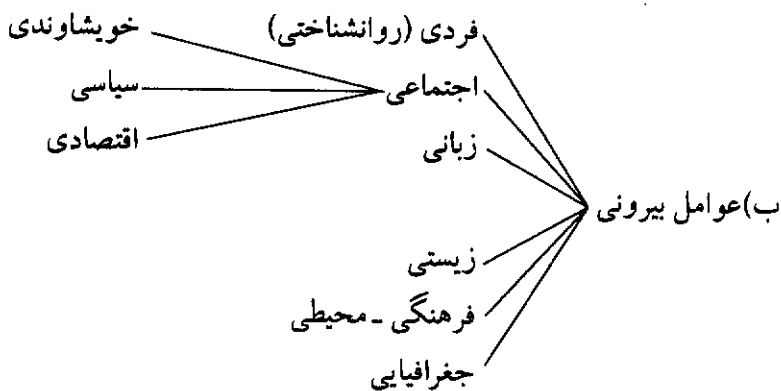 فردی (روانشناختی) خویشاوندی
اجتماعی سیاسی
زبانی اقتصادی
ب) عوامل بیرونی
زیستی
فرهنگی ـ محیطی
جغرافیایی